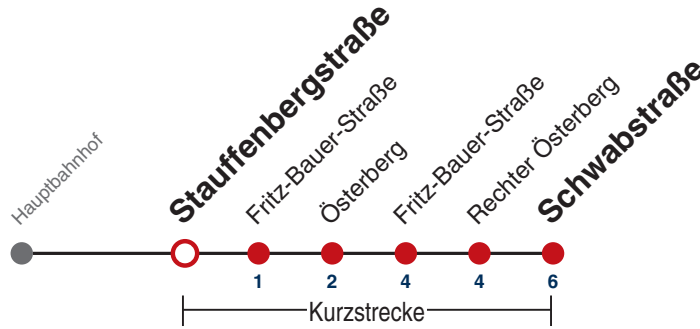 Hauptbahnhof
Stauffenbergstraße
Fritz-Bauer-Straße
Österberg
Fritz-Bauer-Straße
Rechter Österberg
Schwabstraße
1 2 4 4 6
Kurzstrecke